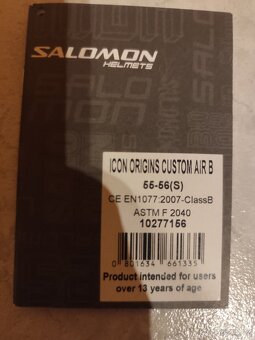 SALOMON
HELMETS
ICON ORIGINS CUSTOM AIR B
55-56(S)
CE EN1077:2007-ClassB
ASTM F 2040
10277156
0 801634 661335
Product intended for users
over 13 years of age